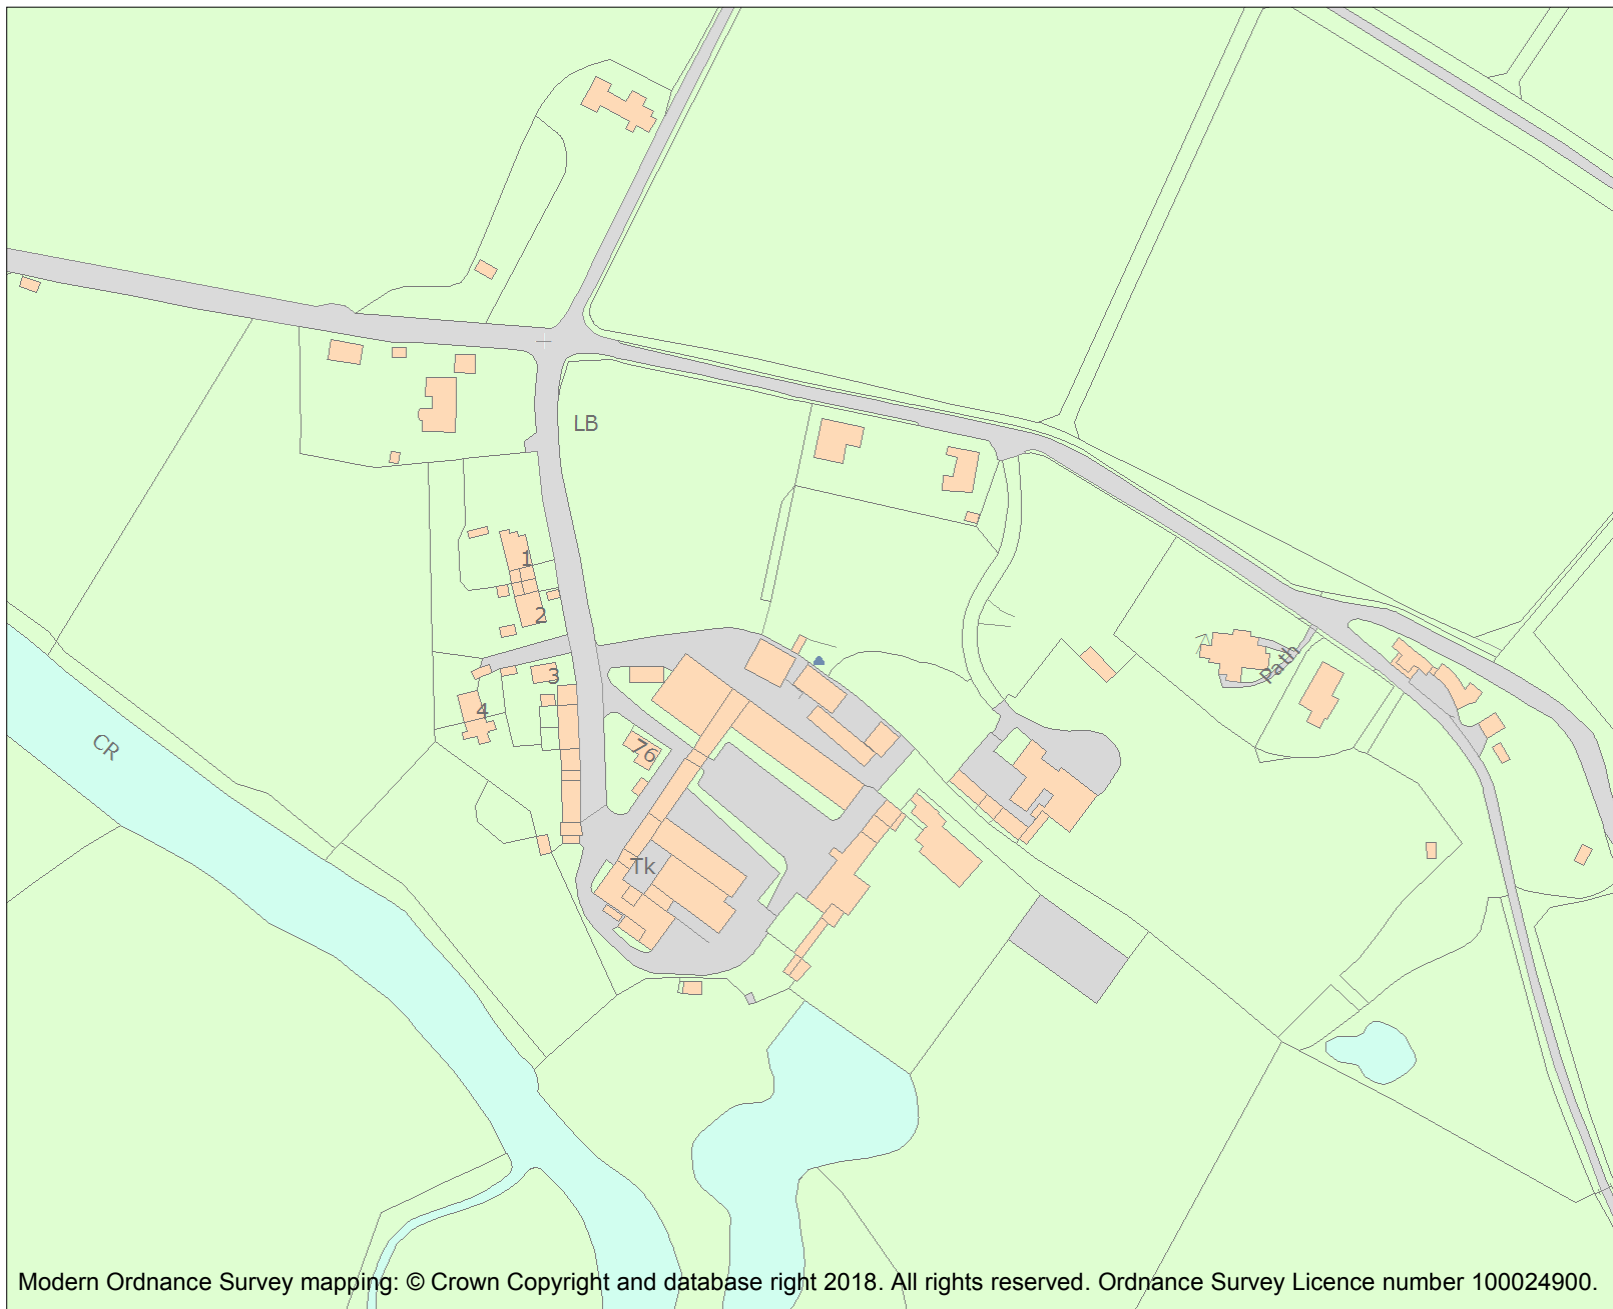 LB
1
2
3
4
76
Path
CR
Tk
Modern Ordnance Survey mapping: © Crown Copyright and database right 2018. All rights reserved. Ordnance Survey Licence number 100024900.